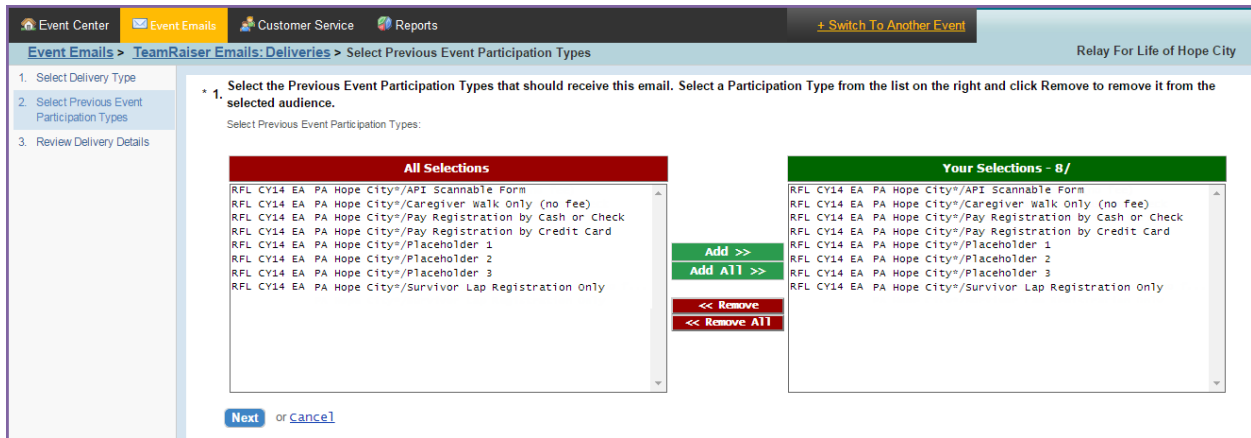 Event Center Event Emails Customer Service Reports + Switch To Another Event
Event Emails > TeamRaiser Emails: Deliveries > Select Previous Event Participation Types Relay For Life of Hope City
1. Select Delivery Type
2. Select Previous Event
Participation Types
3. Review Delivery Details
* 1. Select the Previous Event Participation Types that should receive this email. Select a Participation Type from the list on the right and click Remove to remove it from the
selected audience.
Select Previous Event Participation Types:
All Selections
RFL CY14 EA PA Hope City*/API Scannable Form
RFL CY14 EA PA Hope City*/Caregiver Walk Only (no fee)
RFL CY14 EA PA Hope City*/Pay Registration by Cash or Check
RFL CY14 EA PA Hope City*/Pay Registration by Credit Card
RFL CY14 EA PA Hope City*/Placeholder 1
RFL CY14 EA PA Hope City*/Placeholder 2
RFL CY14 EA PA Hope City*/Placeholder 3
RFL CY14 EA PA Hope City*/Survivor Lap Registration Only
Add >>
Add All >>
<< Remove
<< Remove All
Your Selections - 8/
RFL CY14 EA PA Hope City*/API Scannable Form
RFL CY14 EA PA Hope City*/Caregiver Walk Only (no fee)
RFL CY14 EA PA Hope City*/Pay Registration by Cash or Check
RFL CY14 EA PA Hope City*/Pay Registration by Credit Card
RFL CY14 EA PA Hope City*/Placeholder 1
RFL CY14 EA PA Hope City*/Placeholder 2
RFL CY14 EA PA Hope City*/Placeholder 3
RFL CY14 EA PA Hope City*/Survivor Lap Registration Only
Next or Cancel